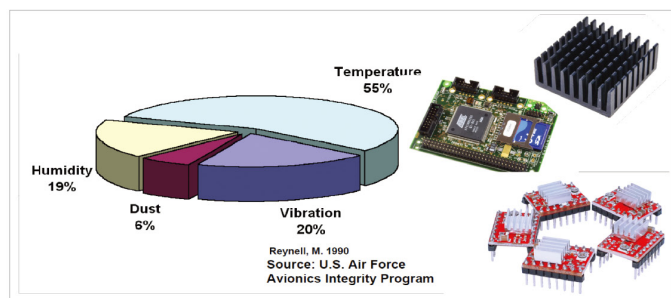 Temperature
55%
Humidity
19%
Dust
6%
Vibration
20%
Reynell, M. 1990
Source: U.S. Air Force
Avionics Integrity Program